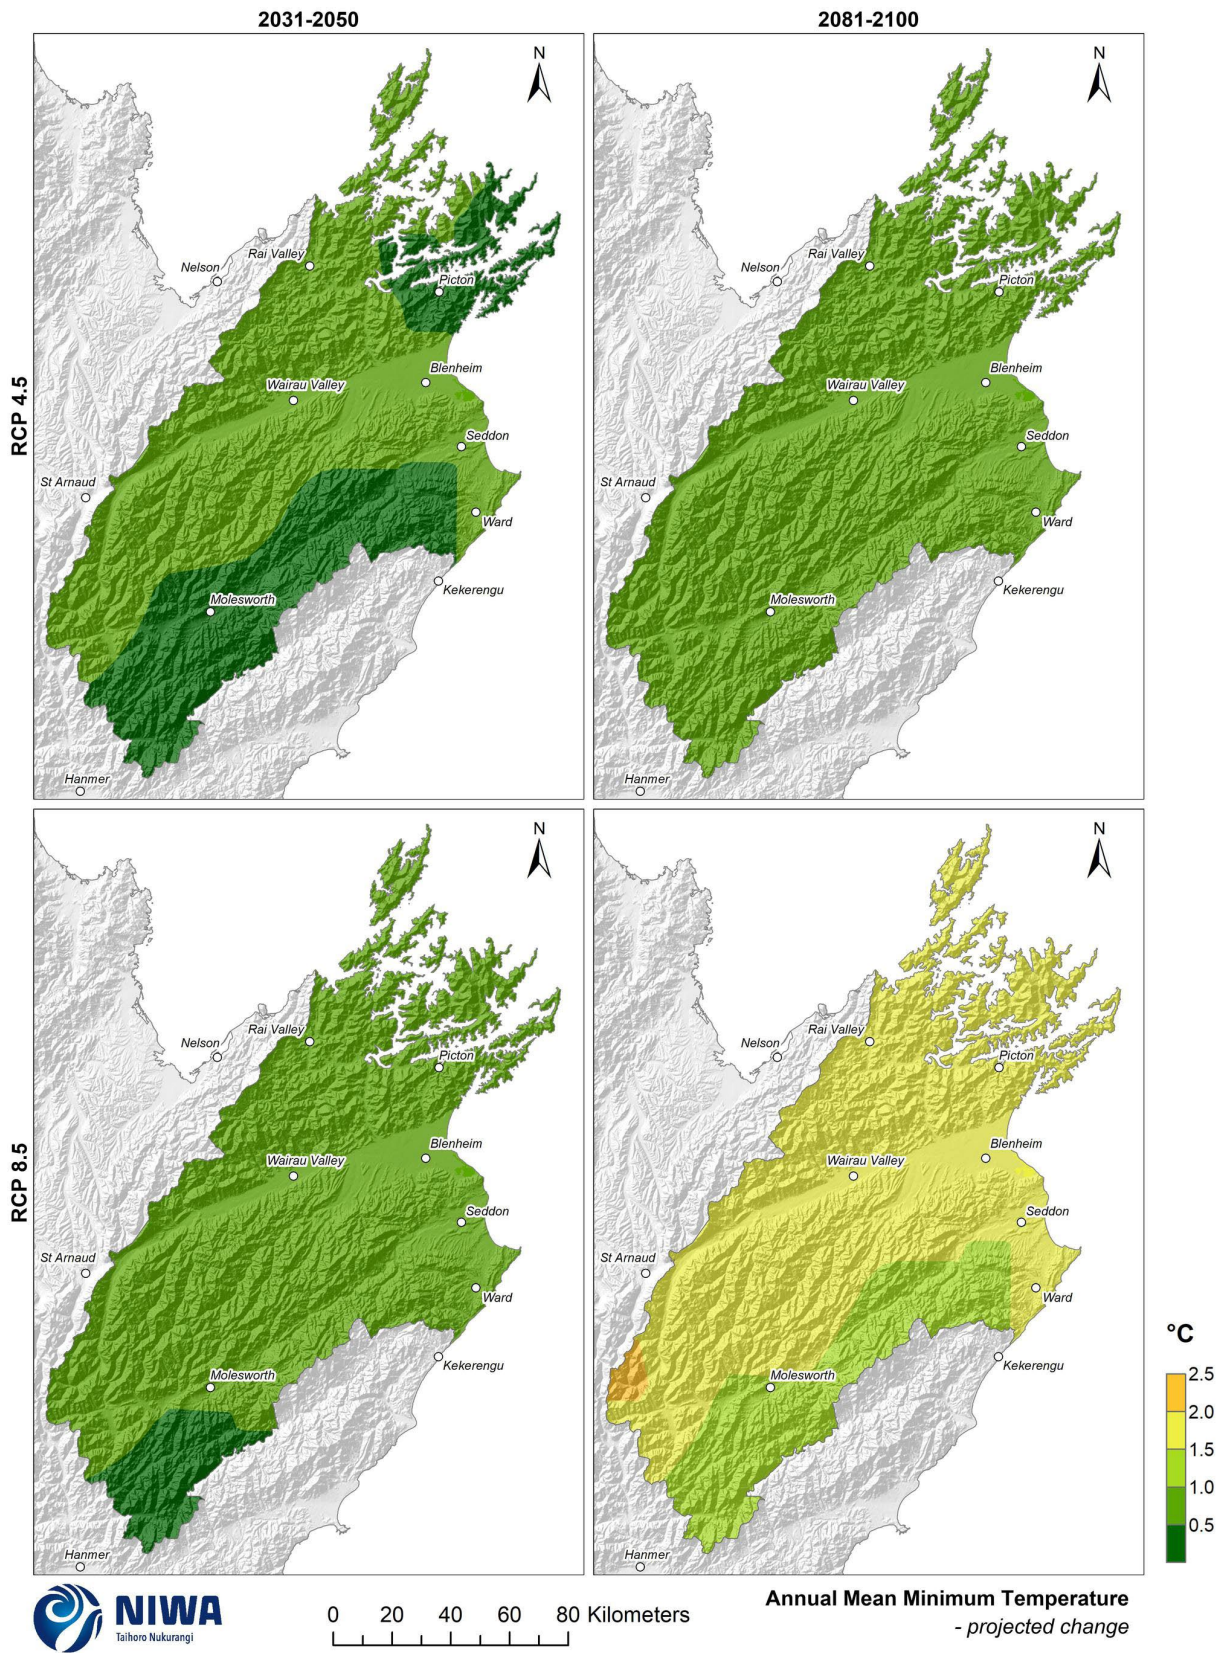 2031-2050
2081-2100
RCP 4.5
N
Rai Valley
Nelson
Picton
Blenheim
Wairau Valley
Seddon
St Arnaud
Ward
Kekerengu
Molesworth
Hanmer
N
Rai Valley
Nelson
Picton
Blenheim
Wairau Valley
Seddon
St Arnaud
Ward
Kekerengu
Molesworth
Hanmer
RCP 8.5
N
Rai Valley
Nelson
Picton
Blenheim
Wairau Valley
Seddon
St Arnaud
Ward
Kekerengu
Molesworth
Hanmer
N
Rai Valley
Nelson
Picton
Blenheim
Wairau Valley
Seddon
St Arnaud
Ward
Kekerengu
Molesworth
Hanmer
°C
2.5
2.0
1.5
1.0
0.5
NIWA
Taihoro Nukurangi
0 20 40 60 80 Kilometers
Annual Mean Minimum Temperature
- projected change